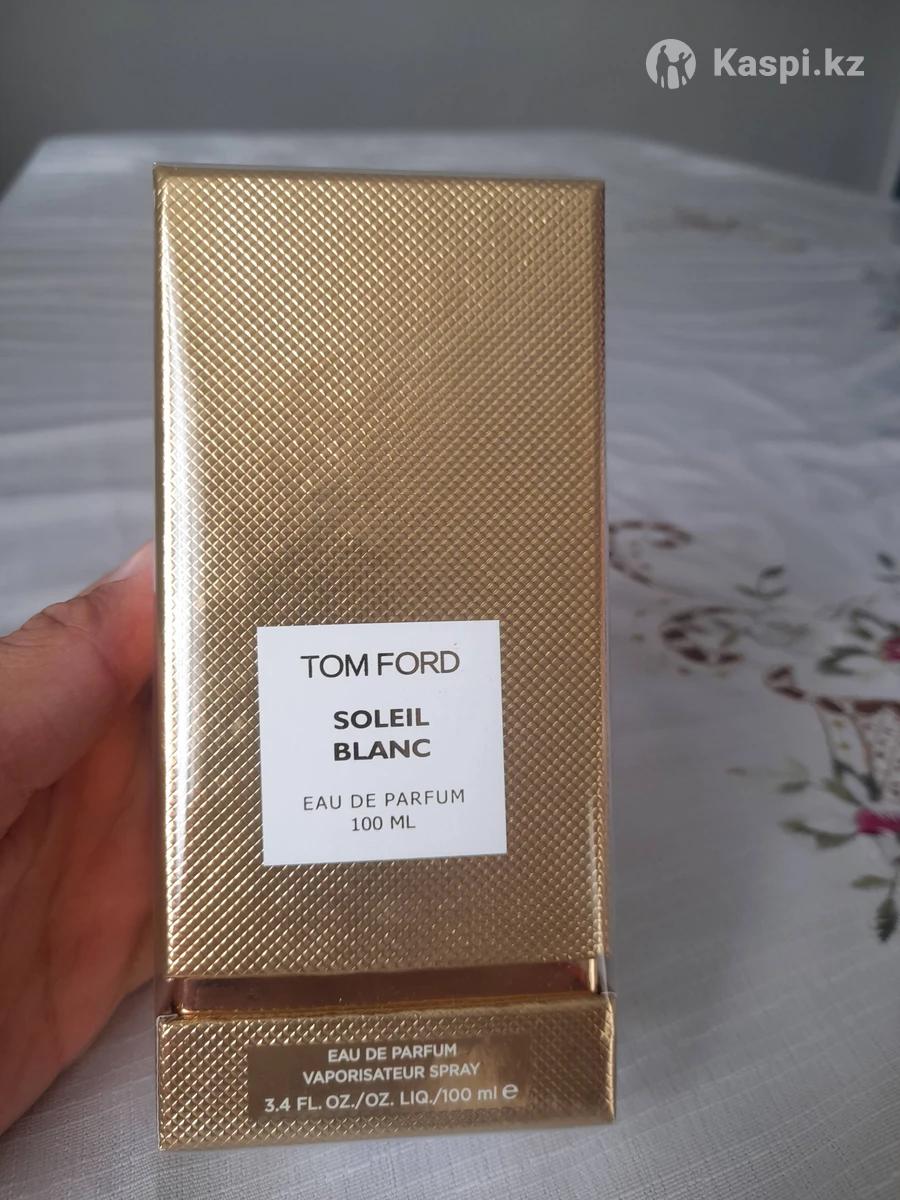 Kaspi.kz
TOM FORD
SOLEIL
BLANC
EAU DE PARFUM
100 ML
EAU DE PARFUM
VAPORISATEUR SPRAY
3.4 FL. OZ./OZ. LIQ./100 ml ℮